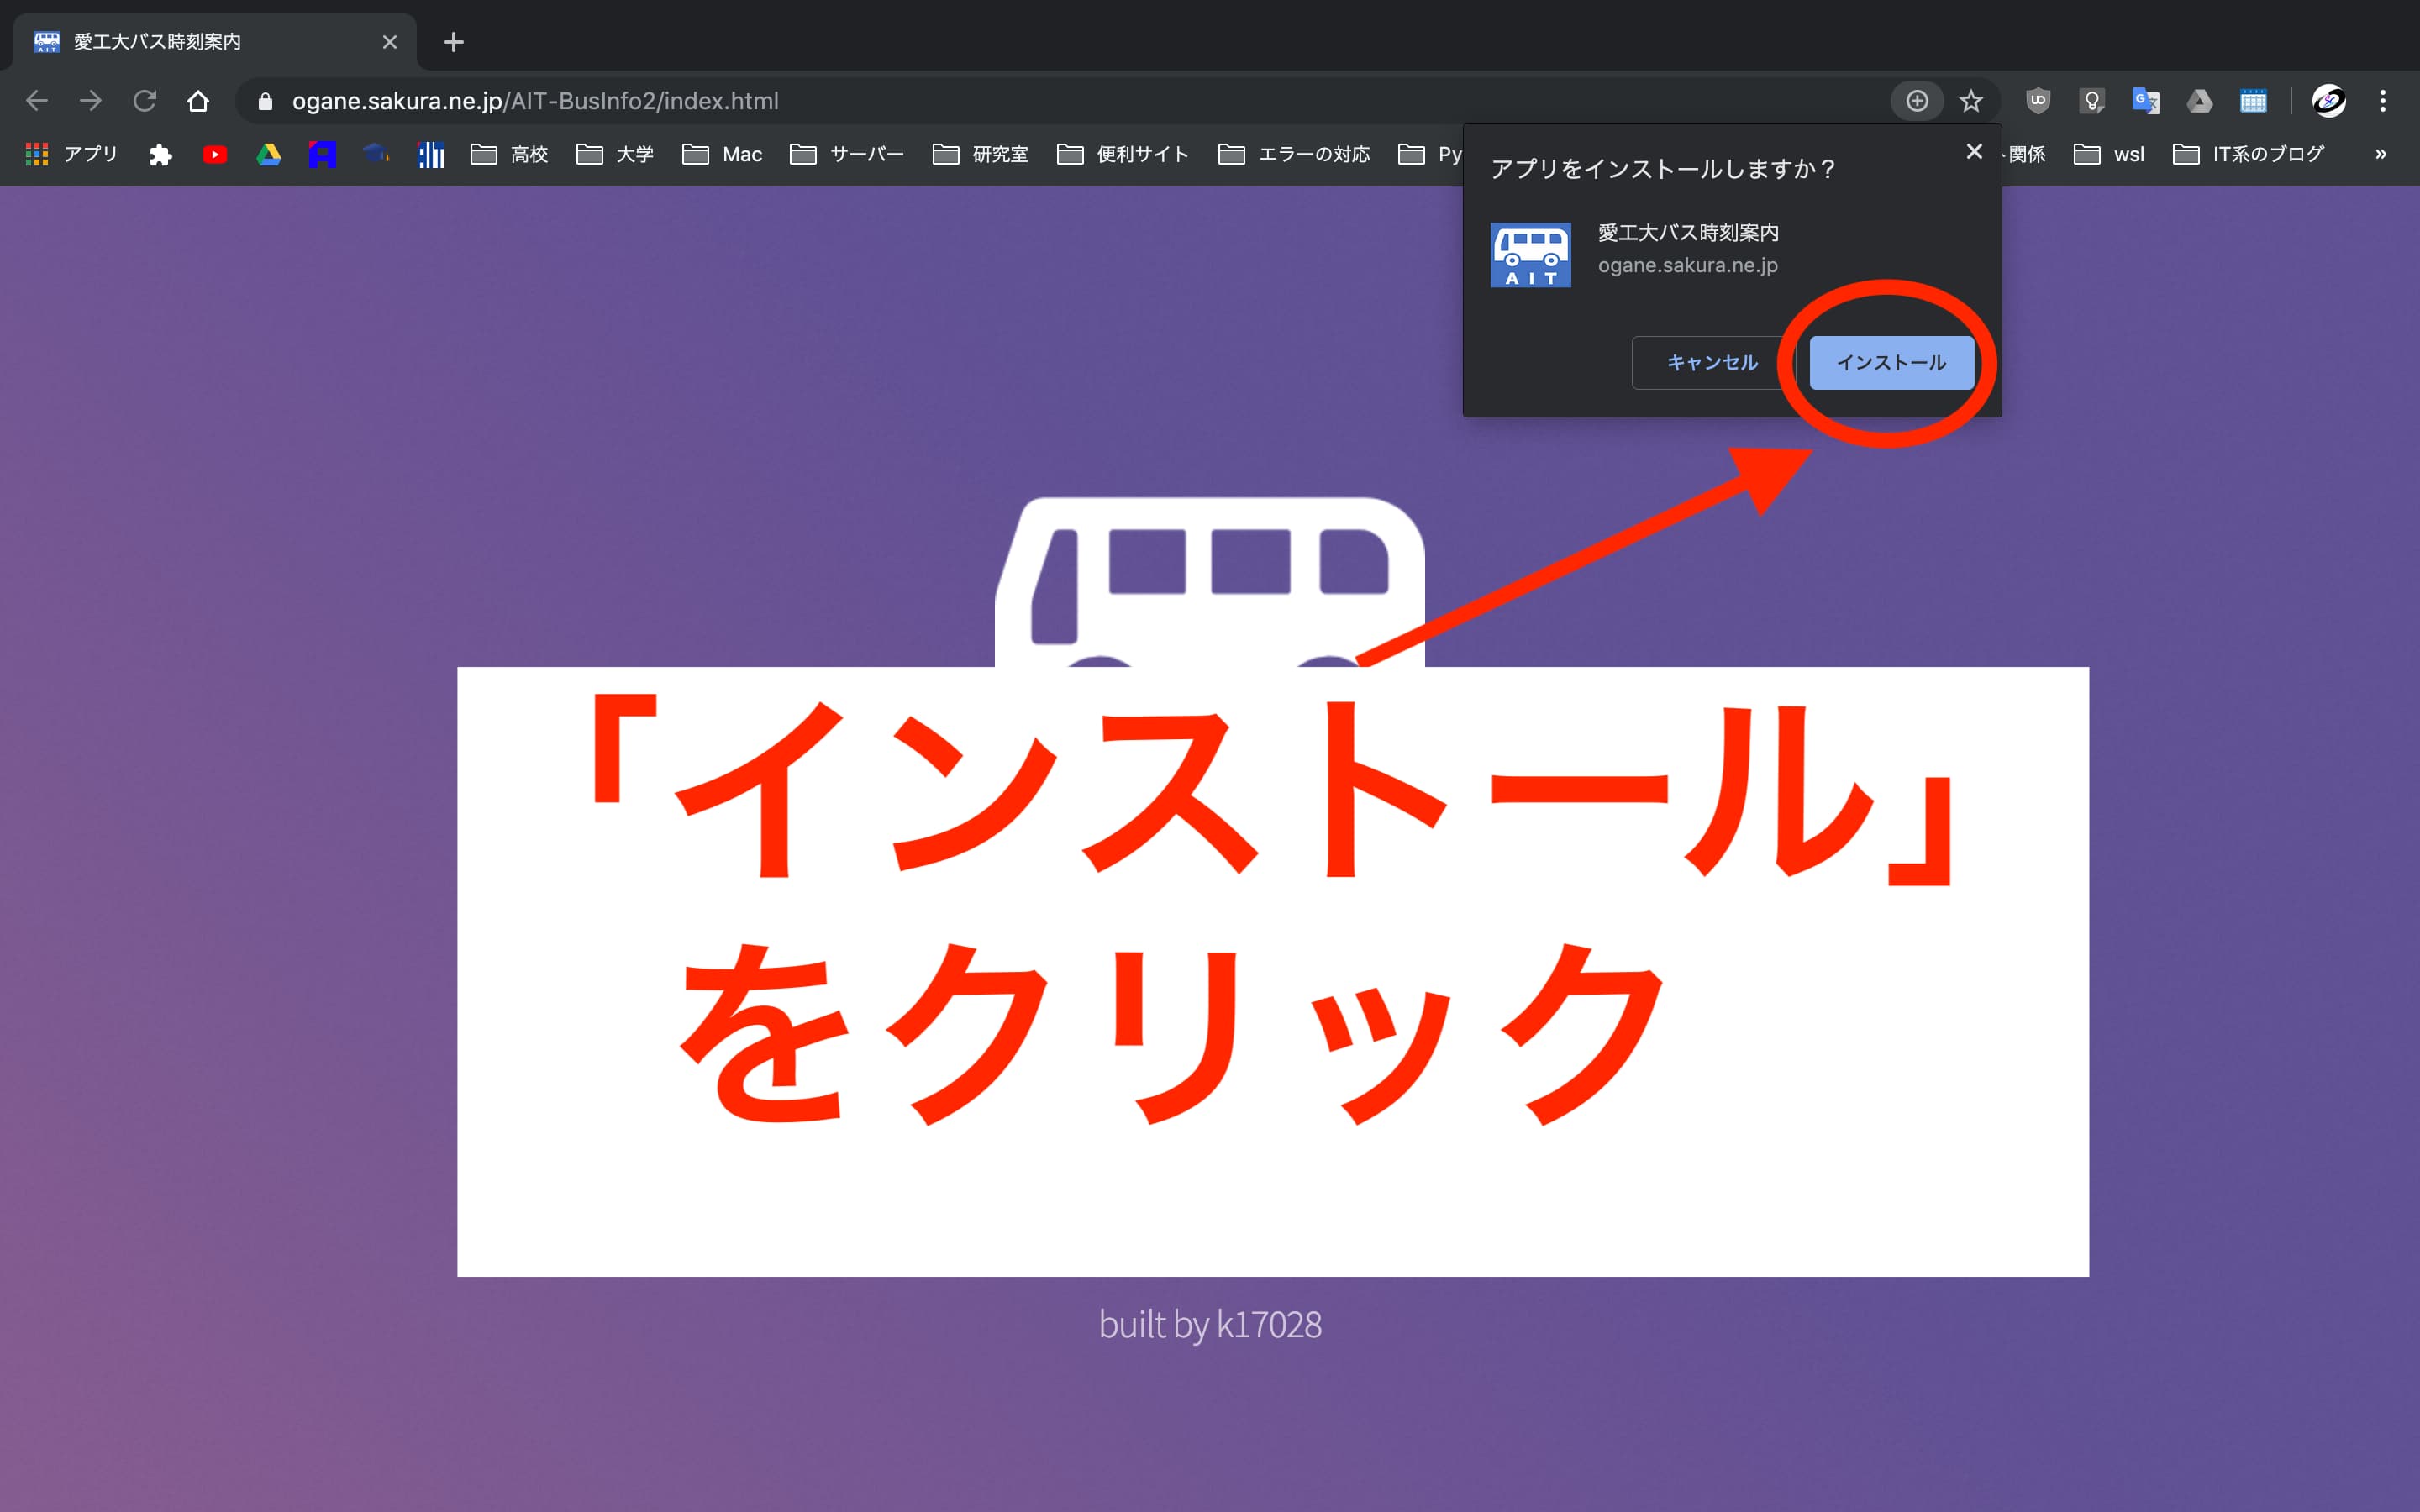 愛工大バス時刻案内
ogane.sakura.ne.jp/AIT-BusInfo2/index.html
アプリ
高校
大学
Mac
サーバー
研究室
便利サイト
エラーの対応
Py
関係
wsl
IT系のブログ
»
アプリをインストールしますか？
愛工大バス時刻案内
ogane.sakura.ne.jp
AIT
キャンセル
インストール
「インストール」
をクリック
built by k17028